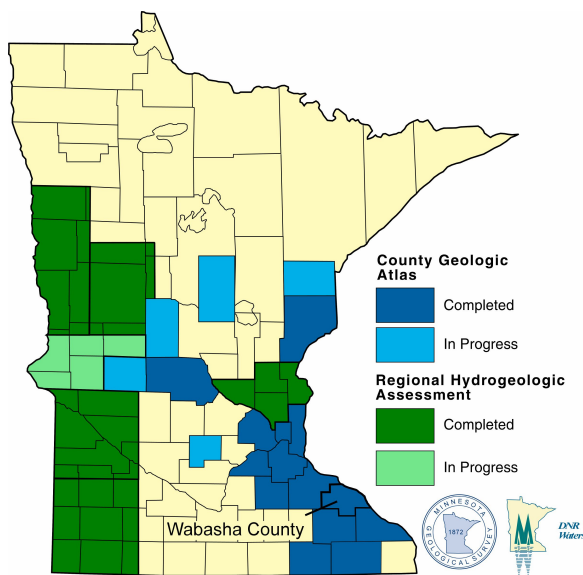 County Geologic
Atlas
Completed
In Progress
Regional Hydrogeologic
Assessment
Completed
In Progress
Wabasha County
MINNESOTA
1872
GEOLOGICAL SURVEY
DNR
Waters